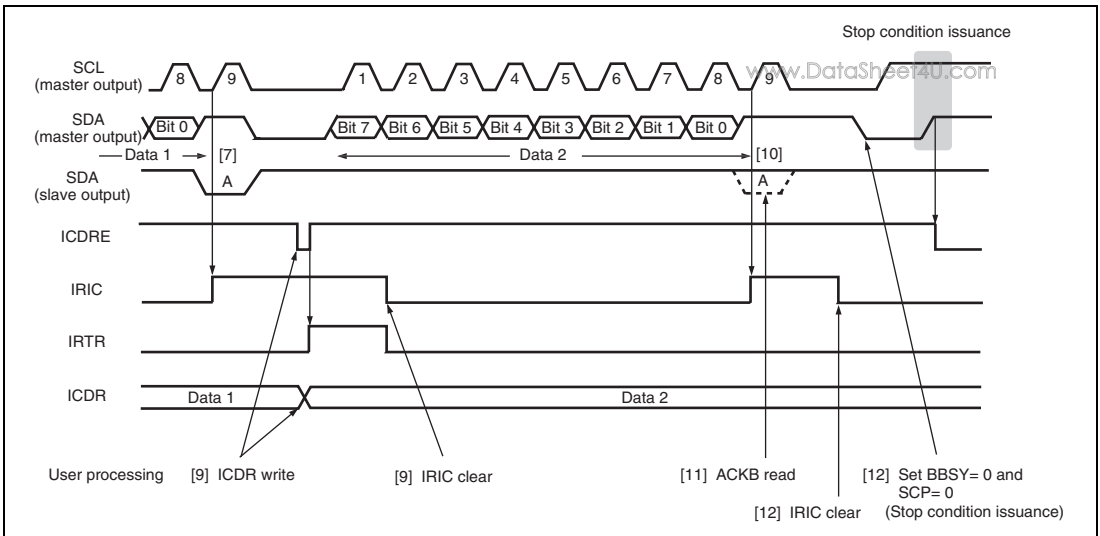 Stop condition issuance
SCL
(master output)
8 9 1 2 3 4 5 6 7 8 9
www.DataSheet4U.com
SDA
(master output)
Bit 0 Bit 7 Bit 6 Bit 5 Bit 4 Bit 3 Bit 2 Bit 1 Bit 0
Data 1 [7] Data 2 [10]
SDA
(slave output)
A A
ICDRE
IRIC
IRTR
ICDR Data 1 Data 2
User processing [9] ICDR write [9] IRIC clear [11] ACKB read [12] Set BBSY= 0 and
SCP= 0
[12] IRIC clear (Stop condition issuance)